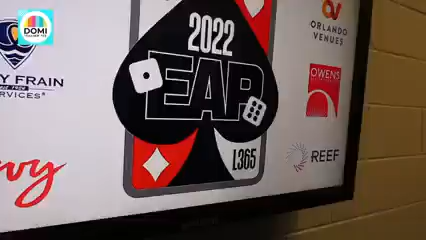 DOMI
2022
EAP
ORLANDO
VENUES
Y FRAIN
SERVICES
OWENS
L365
REEF